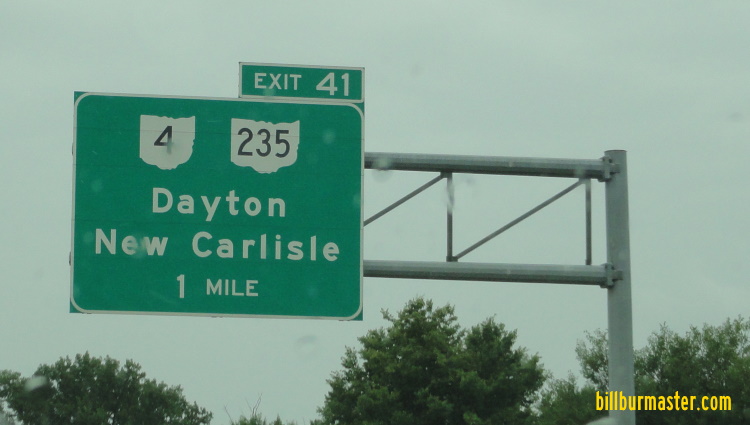 EXIT 41
4 235
Dayton
New Carlisle
1 MILE
billburmaster.com